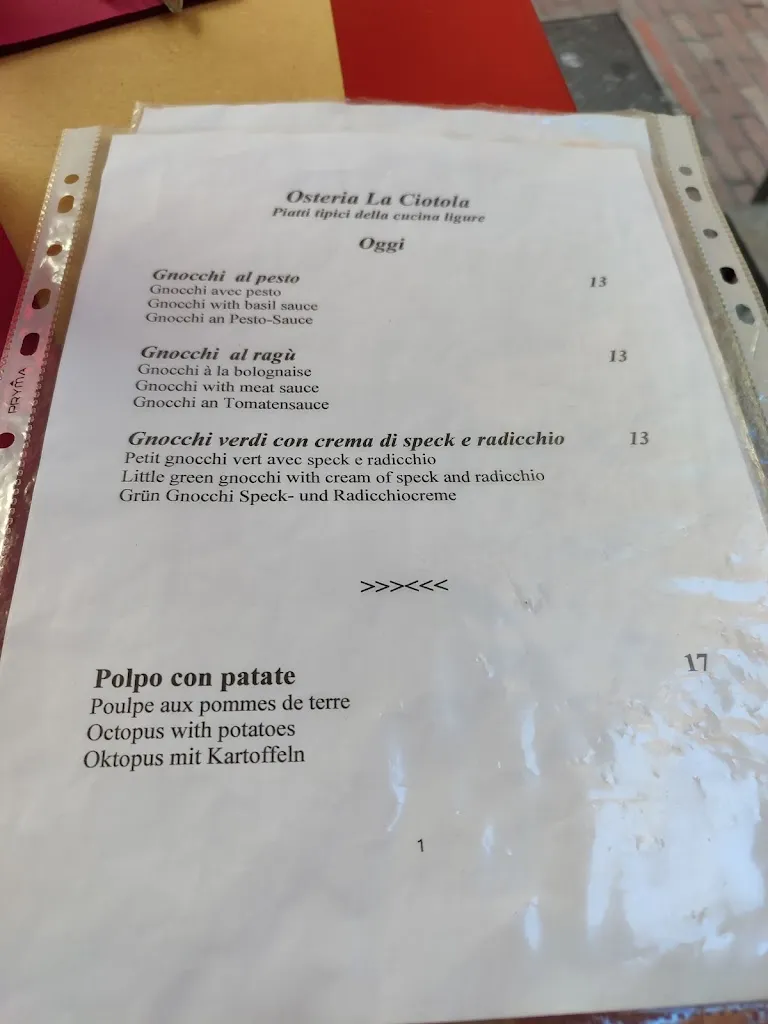 Osteria La Ciotola
Piatti tipici della cucina ligure
Oggi
Gnocchi al pesto 13
Gnocchi avec pesto
Gnocchi with basil sauce
Gnocchi an Pesto-Sauce
Gnocchi al ragù 13
Gnocchi à la bolognaise
Gnocchi with meat sauce
Gnocchi an Tomatensauce
Gnocchi verdi con crema di speck e radicchio 13
Petit gnocchi vert avec speck e radicchio
Little green gnocchi with cream of speck and radicchio
Grün Gnocchi Speck- und Radicchiocreme
>>><<<
Polpo con patate 17
Poulpe aux pommes de terre
Octopus with potatoes
Oktopus mit Kartoffeln
1
PRYMA